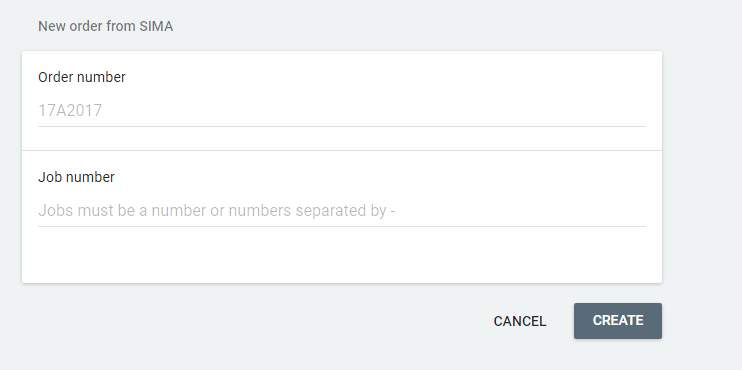 New order from SIMA
Order number
17A2017
Job number
Jobs must be a number or numbers separated by -
CANCEL
CREATE